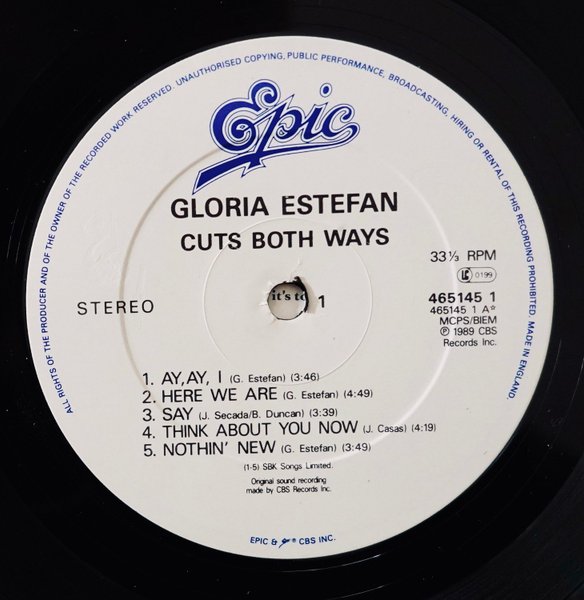 ALL RIGHTS OF THE PRODUCER AND OF THE OWNER OF THE RECORDED WORK RESERVED. UNAUTHORISED COPYING, PUBLIC PERFORMANCE, BROADCASTING, HIRING OR RENTAL OF THIS RECORDING PROHIBITED. MADE IN ENGLAND.
Epic
GLORIA ESTEFAN
CUTS BOTH WAYS
33⅓ RPM
LC 0199
STEREO
it's to
1
465145 1
465145 1 A*
MCPS/BIEM
℗ 1989 CBS
Records Inc.
1. AY, AY, I (G. Estefan) (3:46)
2. HERE WE ARE (G. Estefan) (4:49)
3. SAY (J. Secada/B. Duncan) (3:39)
4. THINK ABOUT YOU NOW (J. Casas) (4:19)
5. NOTHIN' NEW (G. Estefan) (3:49)
(1-5) SBK Songs Limited.
Original sound recording
made by CBS Records Inc.
EPIC & ® CBS INC.